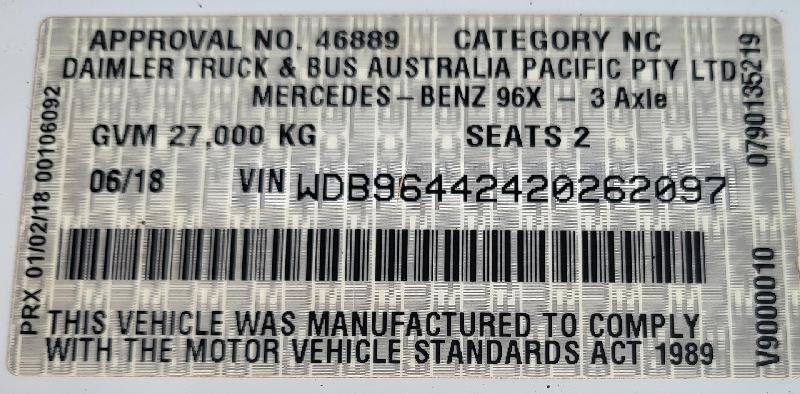 APPROVAL NO. 46889 CATEGORY NC
DAIMLER TRUCK & BUS AUSTRALIA PACIFIC PTY LTD
MERCEDES-BENZ 96X - 3 Axle
GVM 27,000 KG SEATS 2
06/18 VIN WDB96442420262097
THIS VEHICLE WAS MANUFACTURED TO COMPLY
WITH THE MOTOR VEHICLE STANDARDS ACT 1989
PRX 01/02/18 00106092
V9000010 0790135219